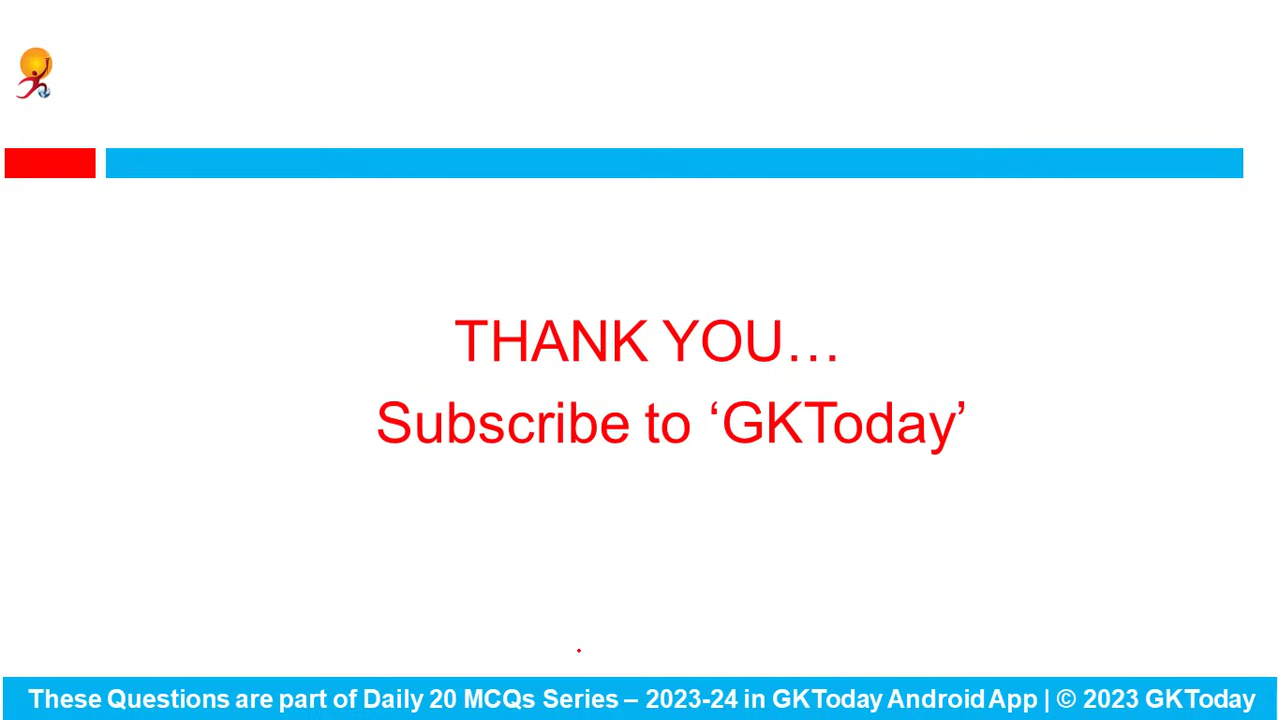 THANK YOU…
Subscribe to ‘GKToday’
These Questions are part of Daily 20 MCQs Series – 2023-24 in GKToday Android App | © 2023 GKToday